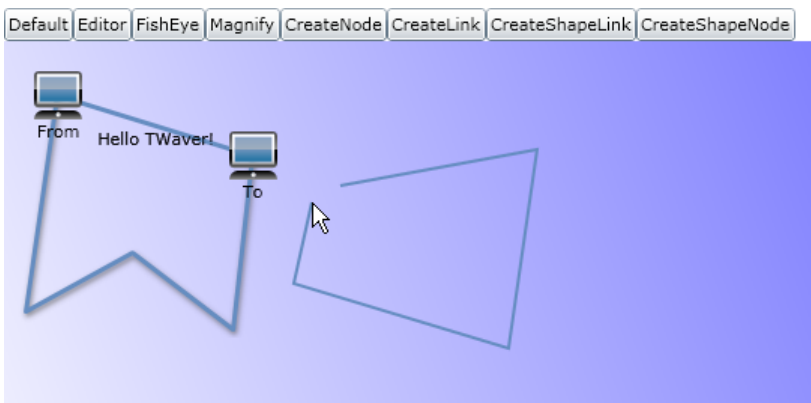 Default Editor FishEye Magnify CreateNode CreateLink CreateShapeLink CreateShapeNode
From
Hello TWaver!
To